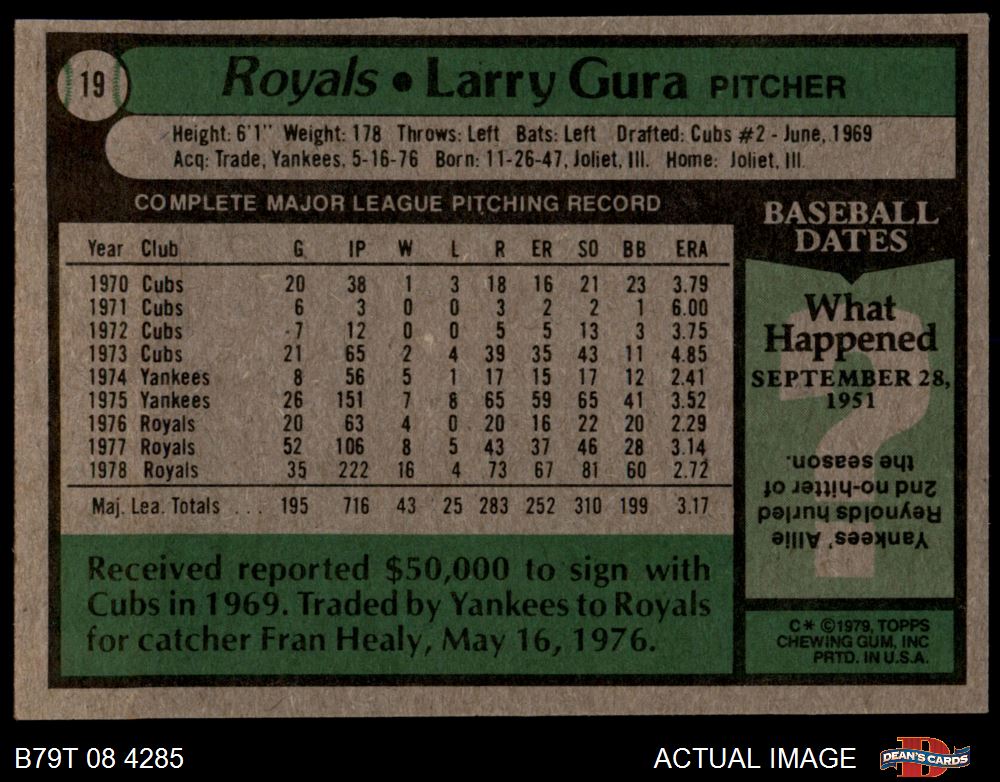 19
Royals • Larry Gura PITCHER
Height: 6'1" Weight: 178 Throws: Left Bats: Left Drafted: Cubs #2 - June, 1969
Acq: Trade, Yankees, 5-16-76 Born: 11-26-47, Joliet, Ill. Home: Joliet, Ill.
COMPLETE MAJOR LEAGUE PITCHING RECORD
Year Club G IP W L R ER SO BB ERA
1970 Cubs 20 38 1 3 18 16 21 23 3.79
1971 Cubs 6 3 0 0 3 2 2 1 6.00
1972 Cubs 7 12 0 0 5 5 13 3 3.75
1973 Cubs 21 65 2 4 39 35 43 11 4.85
1974 Yankees 8 56 5 1 17 15 17 12 2.41
1975 Yankees 26 151 7 8 65 59 65 41 3.52
1976 Royals 20 63 4 0 20 16 22 20 2.29
1977 Royals 52 106 8 5 43 37 46 28 3.14
1978 Royals 35 222 16 4 73 67 81 60 2.72
Maj. Lea. Totals . . . 195 716 43 25 283 252 310 199 3.17
Received reported $50,000 to sign with
Cubs in 1969. Traded by Yankees to Royals
for catcher Fran Healy, May 16, 1976.
BASEBALL
DATES
What
Happened
SEPTEMBER 28,
1951
?
Yankees' Allie
Reynolds hurled
2nd no-hitter of
the season.
C* ©1979, TOPPS
CHEWING GUM, INC
PRTD. IN U.S.A.
B79T 08 4285
ACTUAL IMAGE
D
DEAN'S CARDS